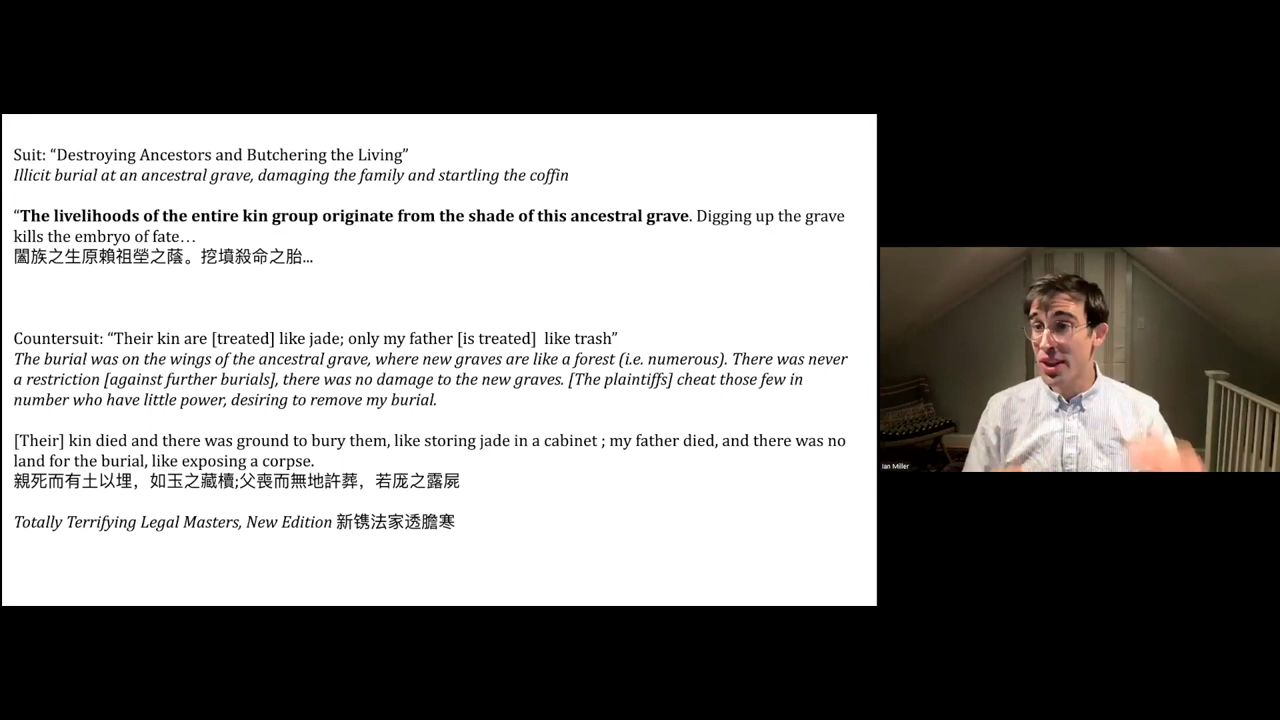 Suit: “Destroying Ancestors and Butchering the Living”
Illicit burial at an ancestral grave, damaging the family and startling the coffin
“The livelihoods of the entire kin group originate from the shade of this ancestral grave. Digging up the grave
kills the embryo of fate…
闔族之生原賴祖塋之蔭。挖墳殺命之胎...
Countersuit: “Their kin are [treated] like jade; only my father [is treated]  like trash”
The burial was on the wings of the ancestral grove, where new graves are like a forest (i.e. numerous). There was never
a restriction [against further burials], there was no damage to the new graves. [The plaintiffs] cheat those few in
number who have little power, desiring to remove my burial.
[Their] kin died and there was ground to bury them, like storing jade in a cabinet ; my father died, and there was no
land for the burial, like exposing a corpse.
親死而有土以埋，如玉之藏櫝;父喪而無地許葬，若庞之露屍
Totally Terrifying Legal Masters, New Edition 新镌法家透膽寒
Ian Miller